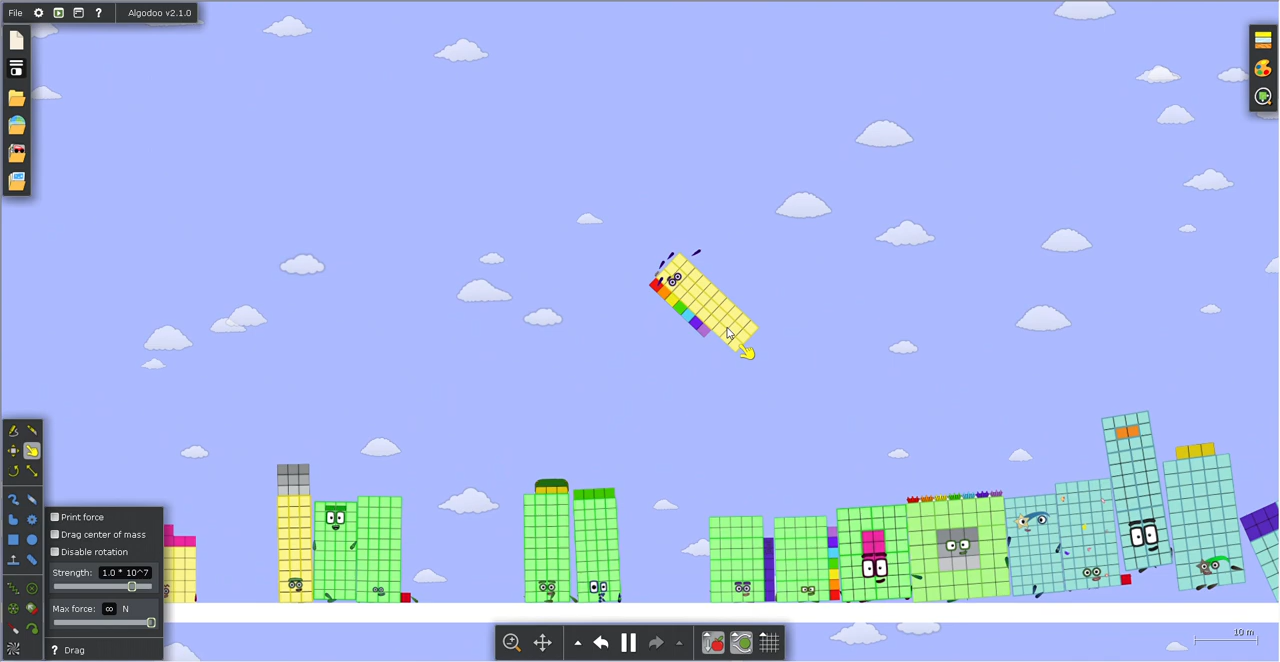 File ? Algodoo v2.1.0
Print force
Drag center of mass
Disable rotation
Strength: 1.0 * 10^7
Max force: ∞ N
? Drag
10 m